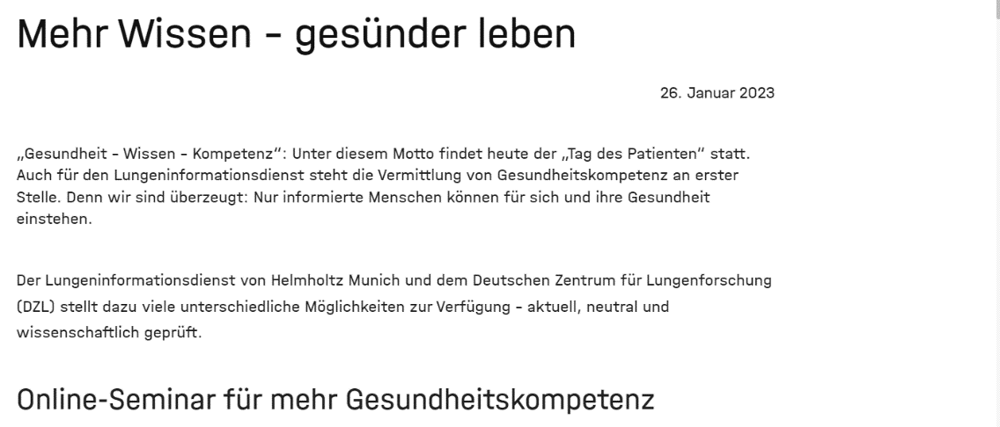 Mehr Wissen – gesünder leben
26. Januar 2023
„Gesundheit – Wissen – Kompetenz“: Unter diesem Motto findet heute der „Tag des Patienten“ statt.
Auch für den Lungeninformationsdienst steht die Vermittlung von Gesundheitskompetenz an erster
Stelle. Denn wir sind überzeugt: Nur informierte Menschen können für sich und ihre Gesundheit
einstehen.
Der Lungeninformationsdienst von Helmholtz Munich und dem Deutschen Zentrum für Lungenforschung
(DZL) stellt dazu viele unterschiedliche Möglichkeiten zur Verfügung – aktuell, neutral und
wissenschaftlich geprüft.
Online-Seminar für mehr Gesundheitskompetenz